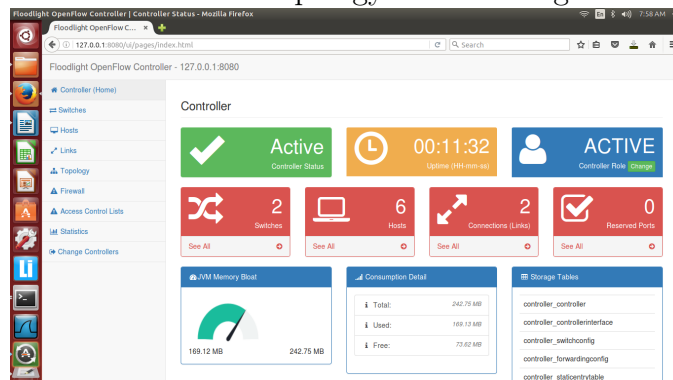 Floodlight OpenFlow Controller | Controller Status - Mozilla Firefox
En
7:58 AM
Floodlight OpenFlow C... ×
127.0.0.1:8080/ui/pages/index.html
Search
Floodlight OpenFlow Controller - 127.0.0.1:8080
Controller (Home)
Switches
Hosts
Links
Topology
Firewall
Access Control Lists
Statistics
Change Controllers
Controller
Active
Controller Status
00:11:32
Uptime (HH-mm-ss)
ACTIVE
Controller Role Change
2
Switches
See All
6
Hosts
See All
2
Connections (Links)
See All
0
Reserved Ports
See All
JVM Memory Bloat
169.12 MB
242.75 MB
Consumption Detail
Total: 242.75 MB
Used: 169.13 MB
Free: 73.62 MB
Storage Tables
controller_controller
controller_controllerinterface
controller_switchconfig
controller_forwardingconfig
controller_staticentrytable